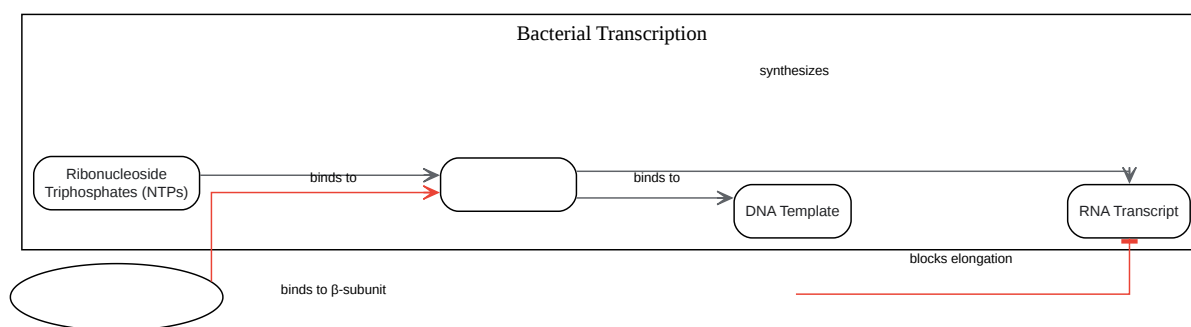 Bacterial Transcription
synthesizes
Ribonucleoside
Triphosphates (NTPs)
binds to
binds to
DNA Template
RNA Transcript
blocks elongation
binds to β-subunit